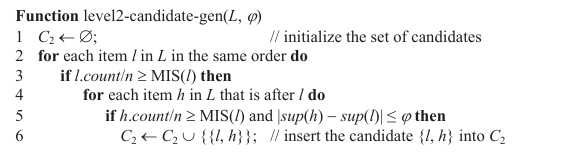 Function level2-candidate-gen(L, φ)
1 C₂ ← ∅; // initialize the set of candidates
2 for each item l in L in the same order do
3 if l.count/n ≥ MIS(l) then
4 for each item h in L that is after l do
5 if h.count/n ≥ MIS(l) and |sup(h) − sup(l)| ≤ φ then
6 C₂ ← C₂ ∪ {{l, h}}; // insert the candidate {l, h} into C₂